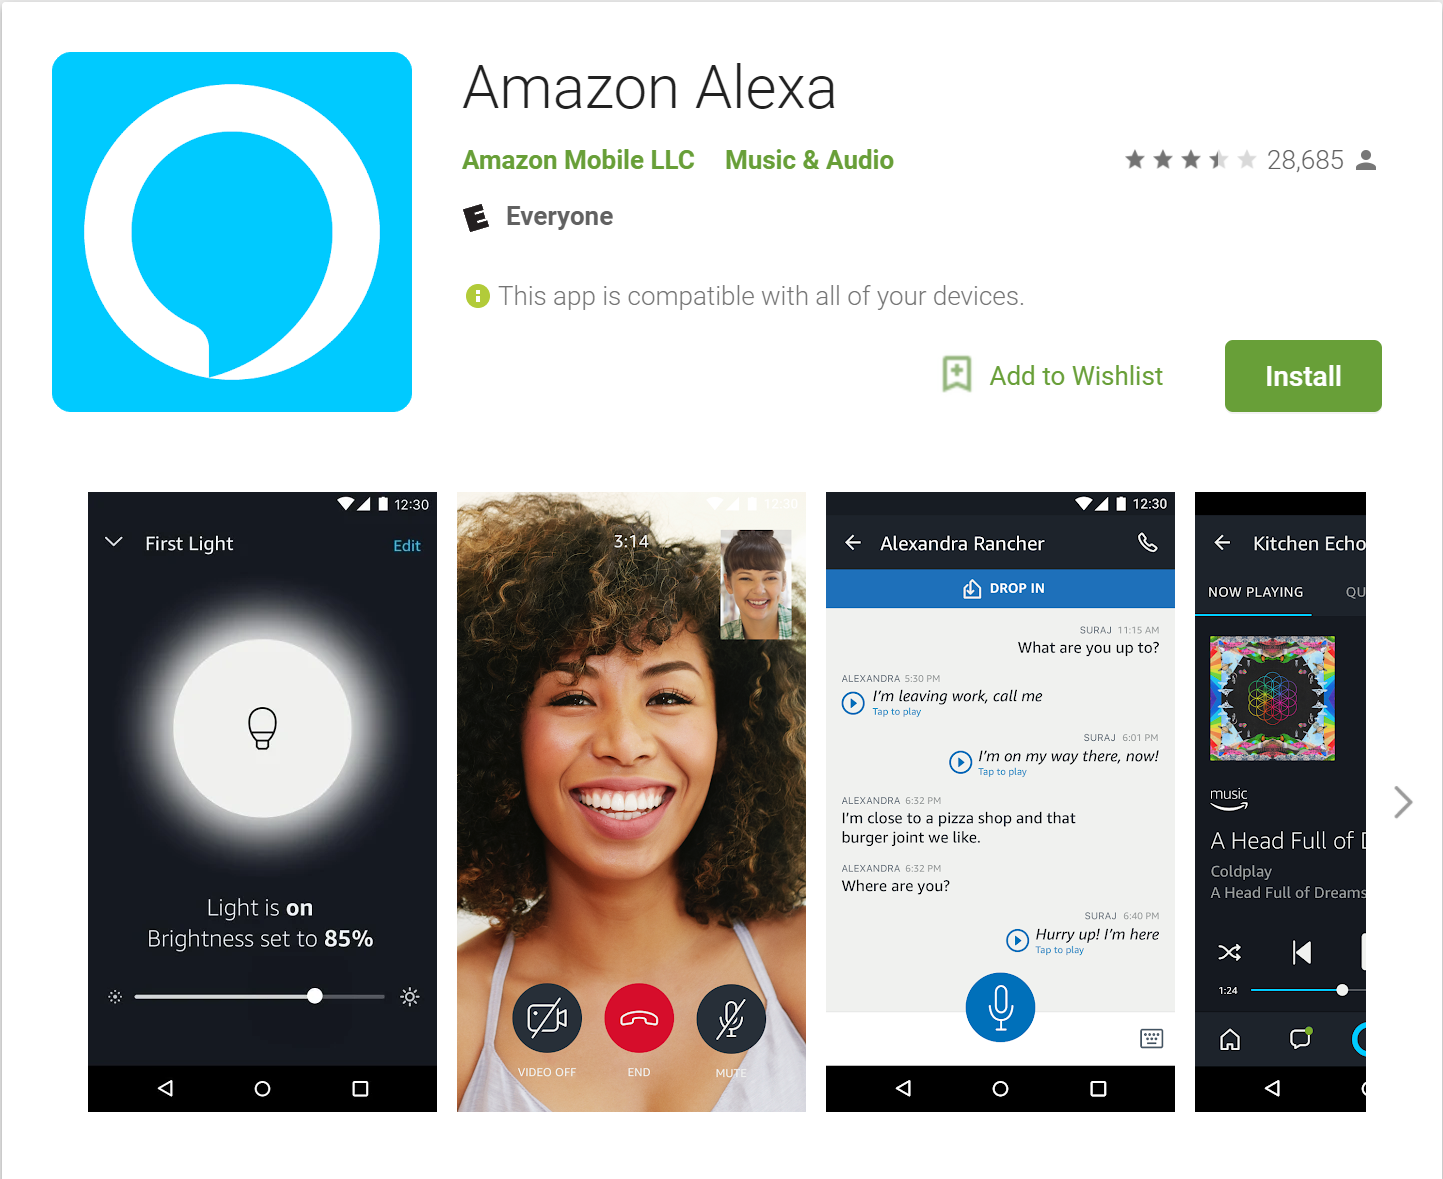 Amazon Alexa
Amazon Mobile LLC Music & Audio
28,685
E Everyone
This app is compatible with all of your devices.
Add to Wishlist
Install
12:30
First Light
Edit
Light is on
Brightness set to 85%
12:30
3:14
VIDEO OFF
END
MUTE
12:30
Alexandra Rancher
DROP IN
SURAJ 11:15 AM
What are you up to?
ALEXANDRA 5:30 PM
I'm leaving work, call me
Tap to play
SURAJ 6:01 PM
I'm on my way there, now!
Tap to play
ALEXANDRA 6:32 PM
I'm close to a pizza shop and that
burger joint we like.
ALEXANDRA 6:32 PM
Where are you?
SURAJ 6:40 PM
Hurry up! I'm here
Tap to play
Kitchen Echo
NOW PLAYING QU
music
A Head Full of D
Coldplay
A Head Full of Dreams
1:24